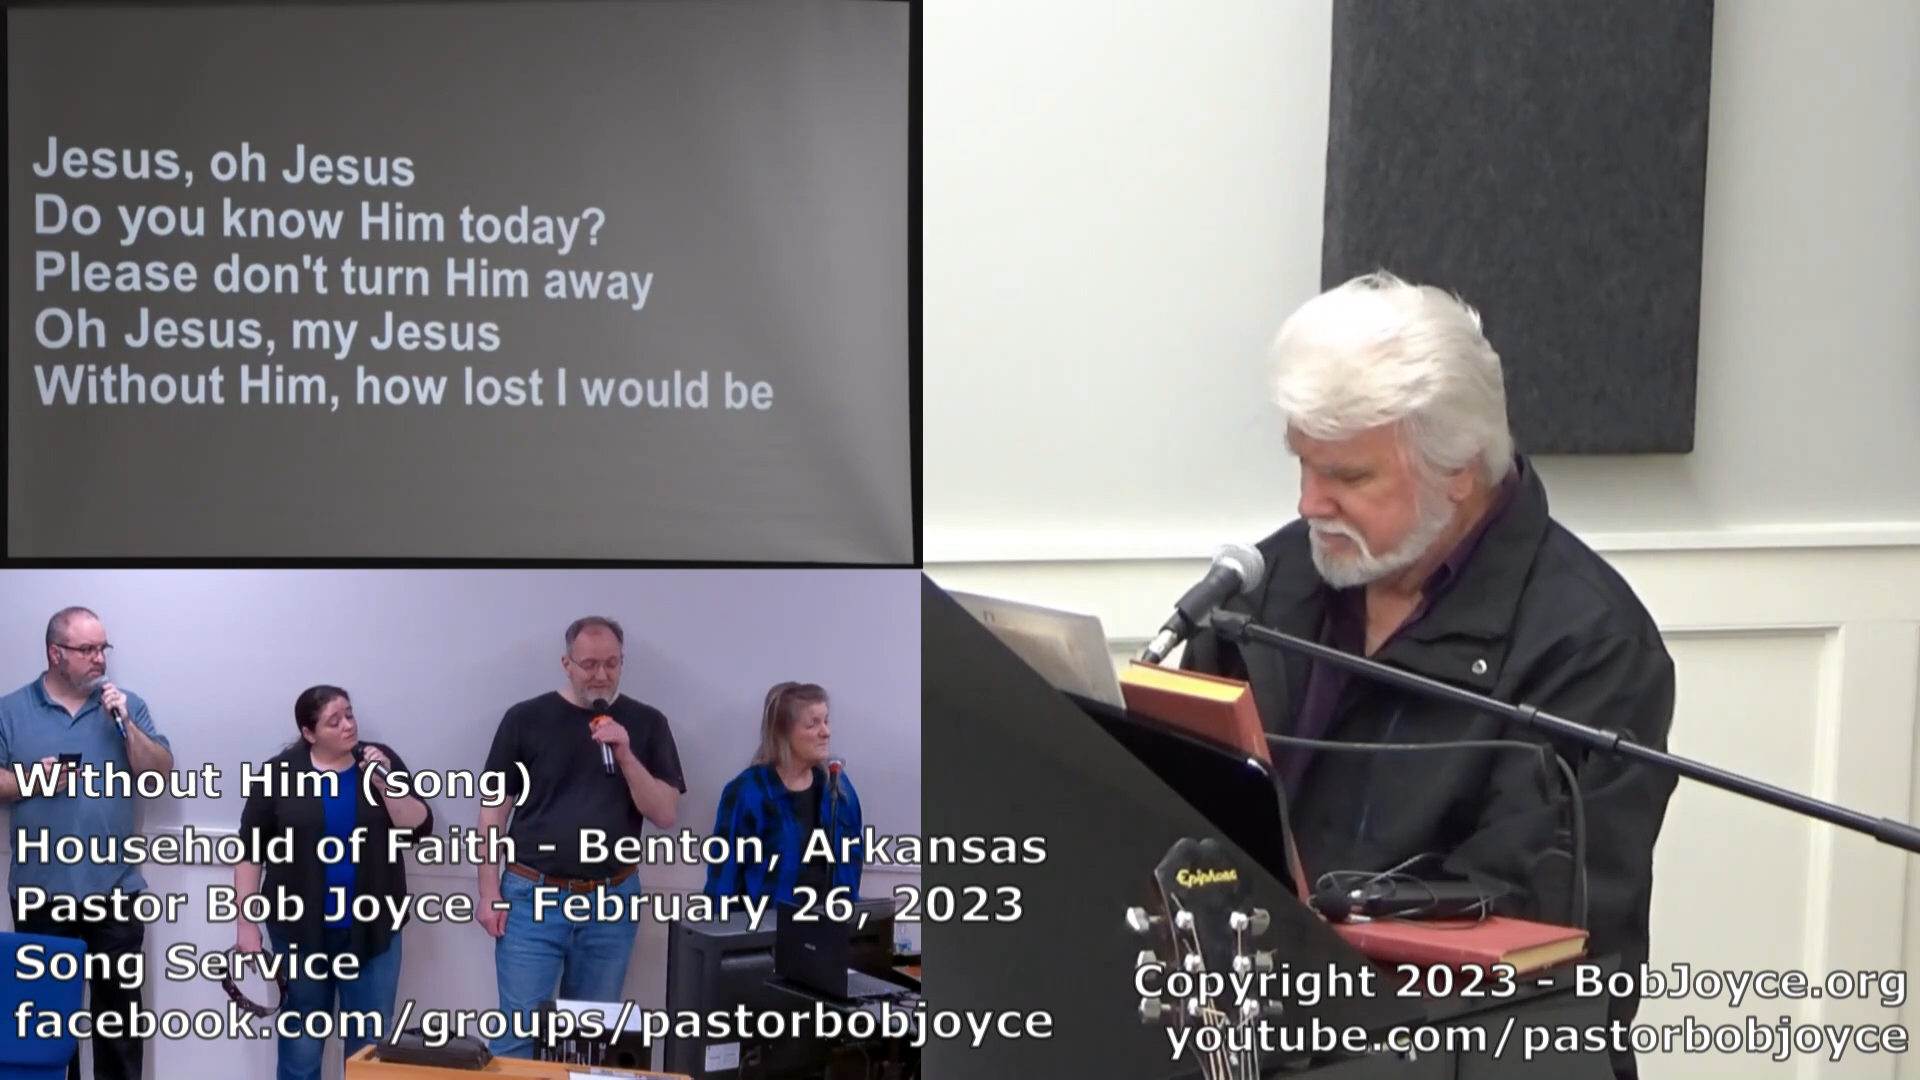 Jesus, oh Jesus
Do you know Him today?
Please don't turn Him away
Oh Jesus, my Jesus
Without Him, how lost I would be
Without Him (song)
Household of Faith - Benton, Arkansas
Pastor Bob Joyce - February 26, 2023
Song Service
facebook.com/groups/pastorbobjoyce
Epiphone
Copyright 2023 - BobJoyce.org
youtube.com/pastorbobjoyce